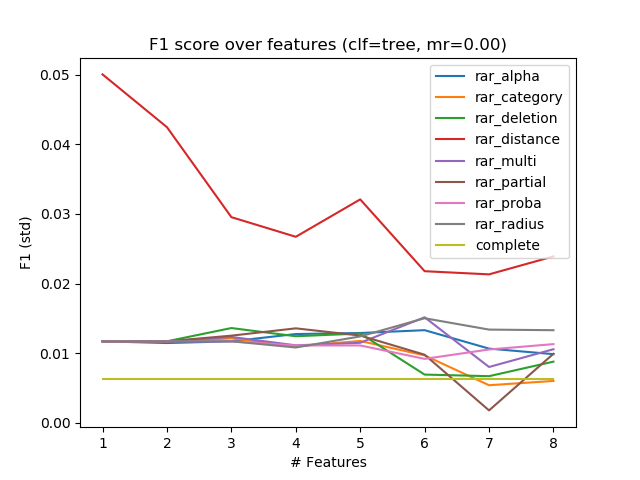 F1 score over features (clf=tree, mr=0.00)
F1 (std)
0.05
0.04
0.03
0.02
0.01
0.00
rar_alpha
rar_category
rar_deletion
rar_distance
rar_multi
rar_partial
rar_proba
rar_radius
complete
1 2 3 4 5 6 7 8
# Features